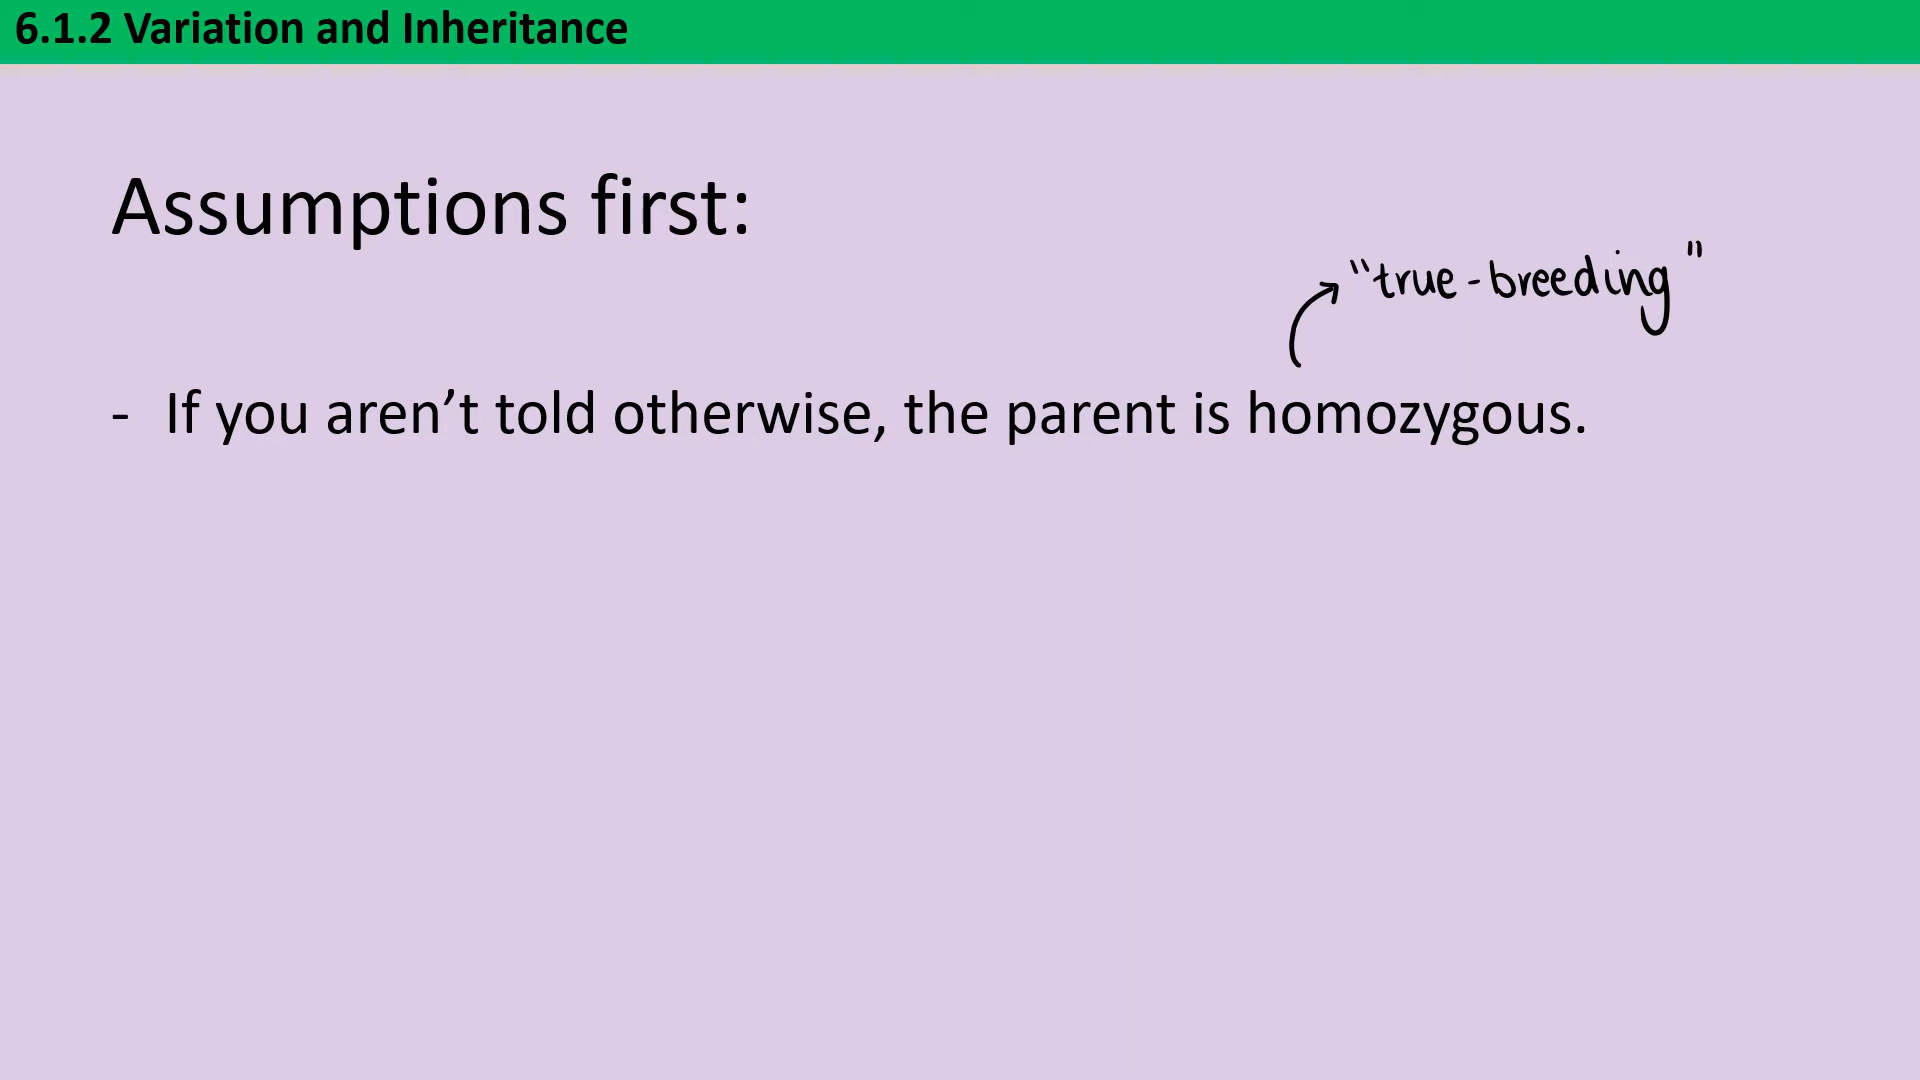 6.1.2 Variation and Inheritance
Assumptions first:
"true-breeding"
- If you aren’t told otherwise, the parent is homozygous.